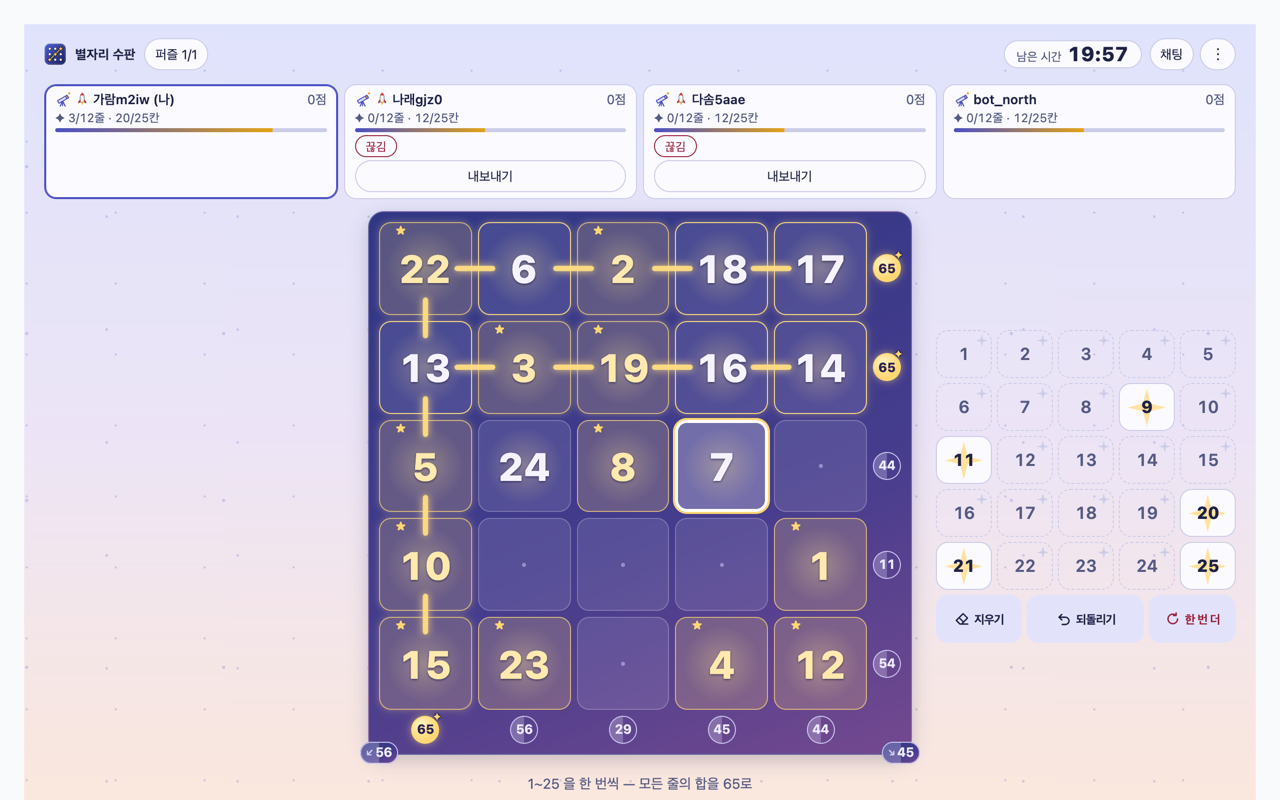 별자리 수판 퍼즐 1/1 남은 시간 19:57 채팅
가람m2iw (나) 0점
3/12줄 · 20/25칸
나래gjz0 0점
0/12줄 · 12/25칸
끊김
내보내기
다솜5aae 0점
0/12줄 · 12/25칸
끊김
내보내기
bot_north 0점
0/12줄 · 12/25칸
22 6 2 18 17 65
13 3 19 16 14 65
5 24 8 7 44
10 1 11
15 23 4 12 54
65 56 29 45 44
↙56 ↘45
1 2 3 4 5
6 7 8 9 10
11 12 13 14 15
16 17 18 19 20
21 22 23 24 25
지우기 되돌리기 한 번 더
1~25 을 한 번씩 — 모든 줄의 합을 65로